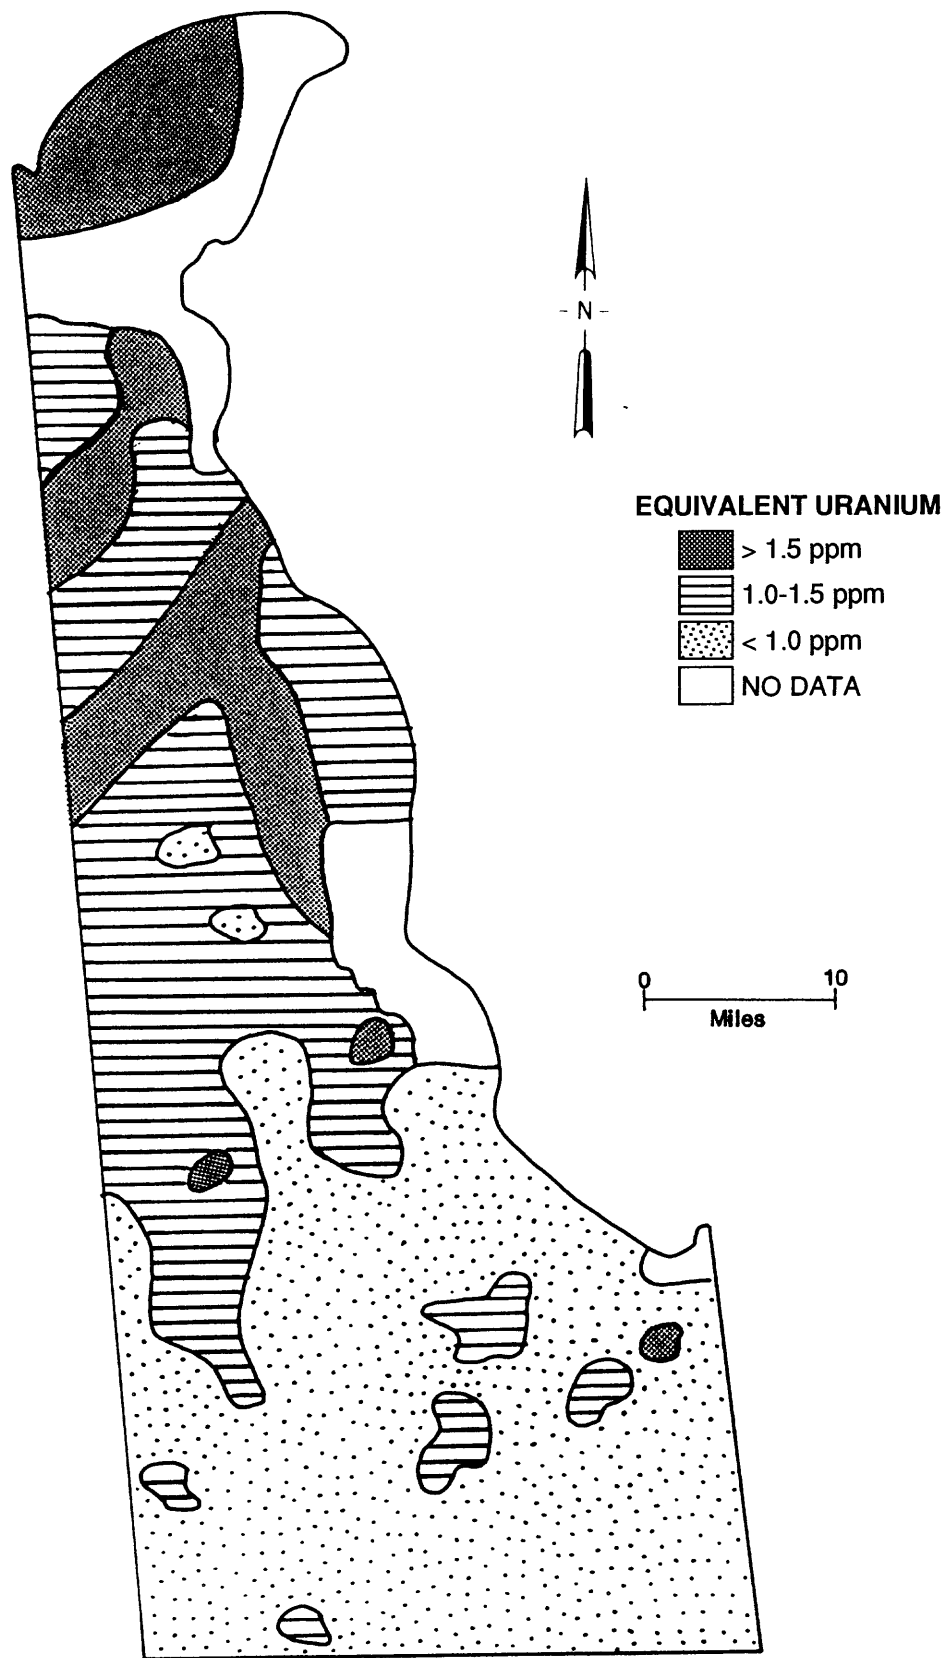 - N -
EQUIVALENT URANIUM
> 1.5 ppm
1.0-1.5 ppm
< 1.0 ppm
NO DATA
0 10
Miles